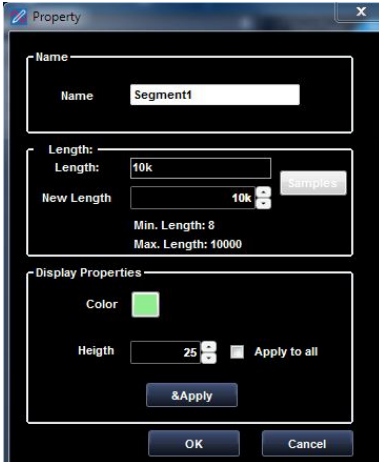 Property
x
Name
Name Segment1
Length:
Length: 10k
New Length 10k Samples
Min. Length: 8
Max. Length: 10000
Display Properties
Color
Heigth 25 Apply to all
&Apply
OK Cancel